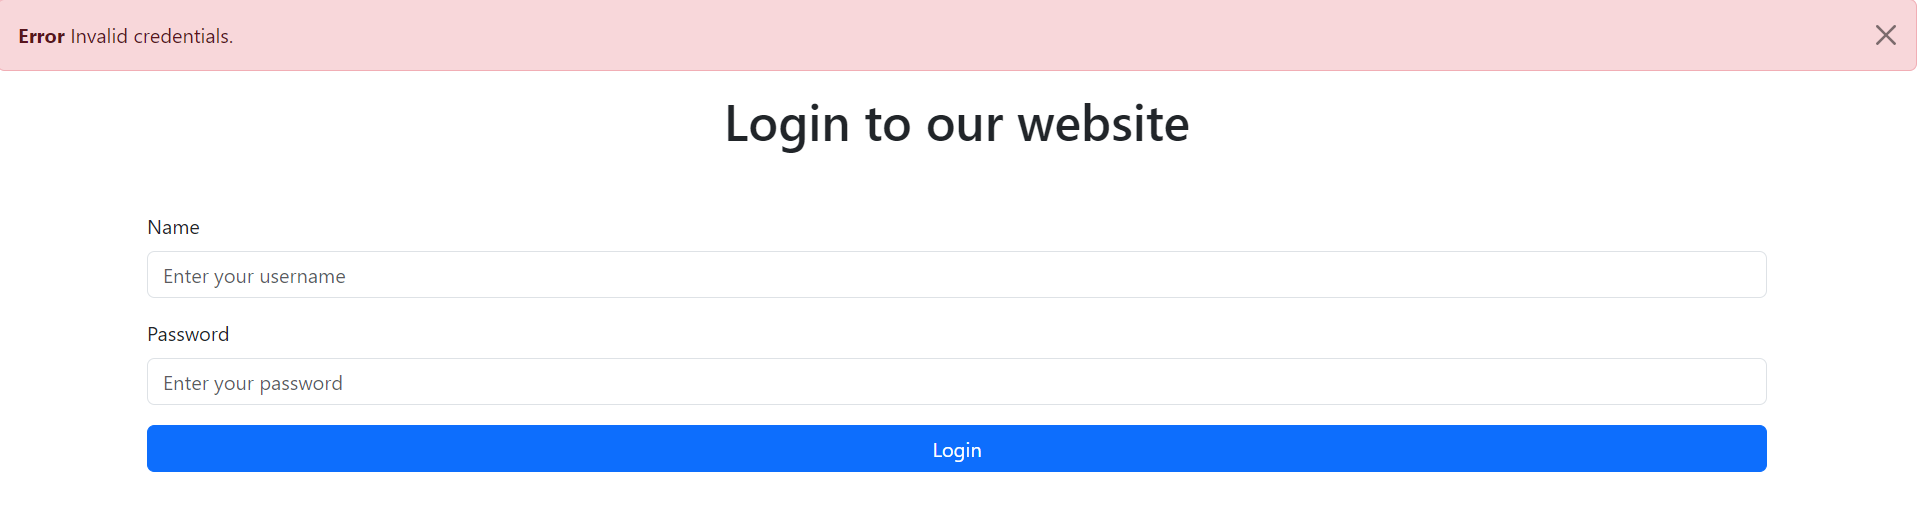 Error Invalid credentials.
Login to our website
Name
Enter your username
Password
Enter your password
Login